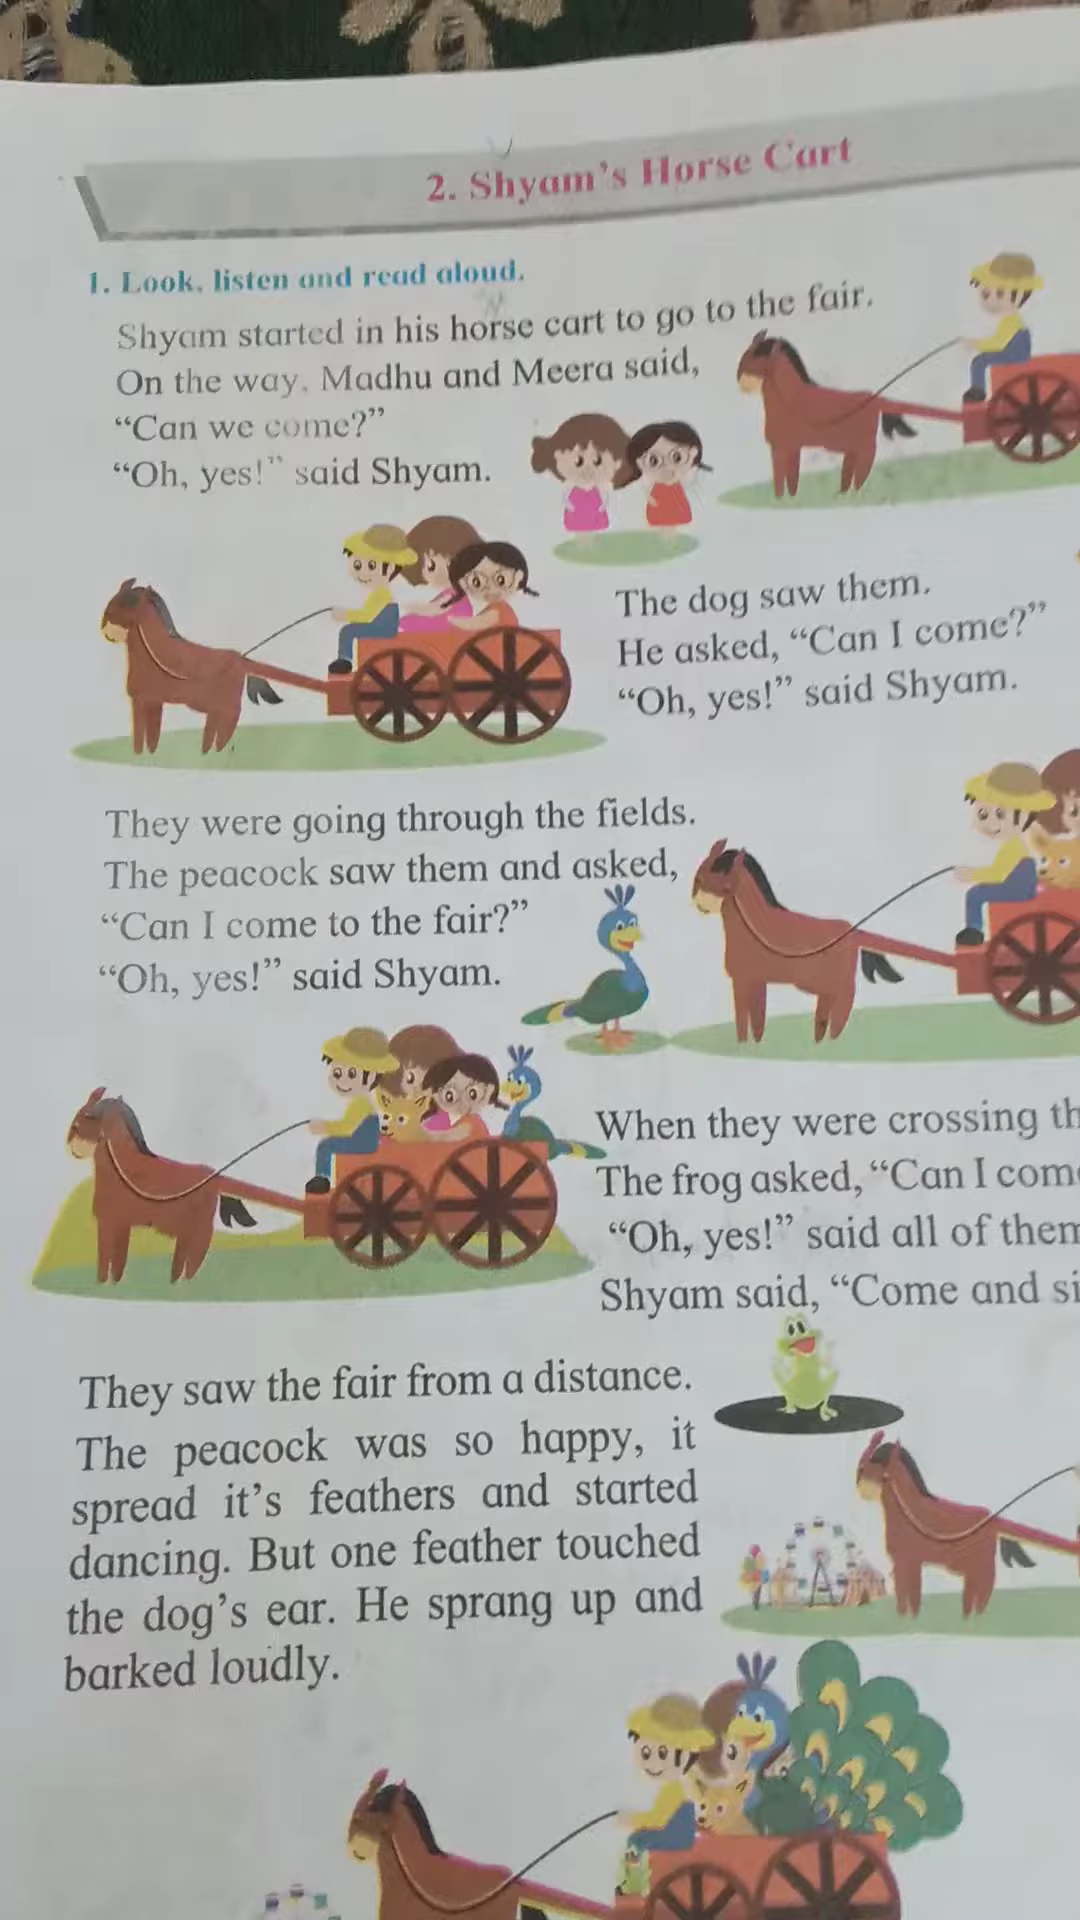 2. Shyam's Horse Cart
1. Look, listen and read aloud.
Shyam started in his horse cart to go to the fair.
On the way, Madhu and Meera said,
“Can we come?”
“Oh, yes!” said Shyam.
The dog saw them.
He asked, “Can I come?”
“Oh, yes!” said Shyam.
They were going through the fields.
The peacock saw them and asked,
“Can I come to the fair?”
“Oh, yes!” said Shyam.
When they were crossing
The frog asked, “Can I
“Oh, yes!” said all of
Shyam said, “Come and
They saw the fair from a distance.
The peacock was so happy, it
spread it's feathers and started
dancing. But one feather touched
the dog's ear. He sprang up and
barked loudly.